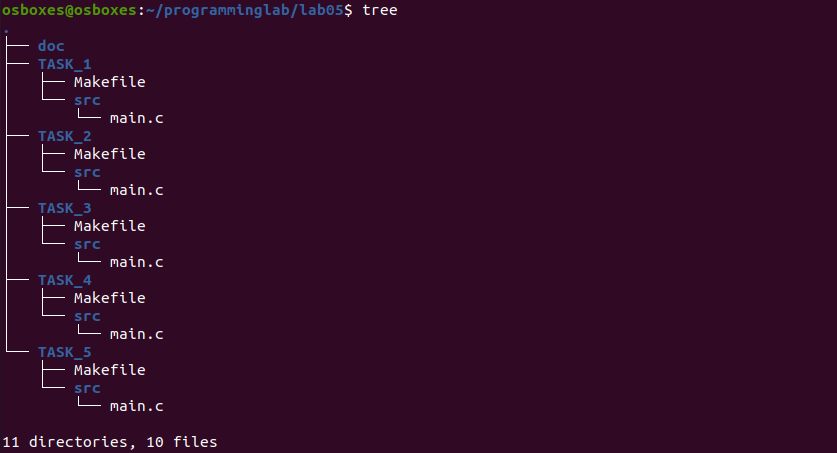 osboxes@osboxes:~/programminglab/lab05$ tree
.
├── doc
├── TASK_1
│   ├── Makefile
│   └── src
│       └── main.c
├── TASK_2
│   ├── Makefile
│   └── src
│       └── main.c
├── TASK_3
│   ├── Makefile
│   └── src
│       └── main.c
├── TASK_4
│   ├── Makefile
│   └── src
│       └── main.c
└── TASK_5
    ├── Makefile
    └── src
        └── main.c
11 directories, 10 files